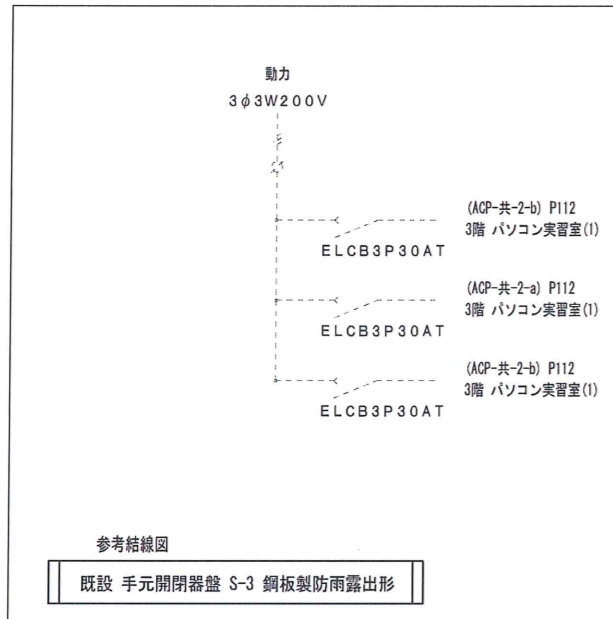 動力
3φ3W200V
(ACP-共-2-b) P112
3階 パソコン実習室(1)
ELCB3P30AT
(ACP-共-2-a) P112
3階 パソコン実習室(1)
ELCB3P30AT
(ACP-共-2-b) P112
3階 パソコン実習室(1)
ELCB3P30AT
参考結線図
既設 手元開閉器盤 S-3 鋼板製防雨露出形